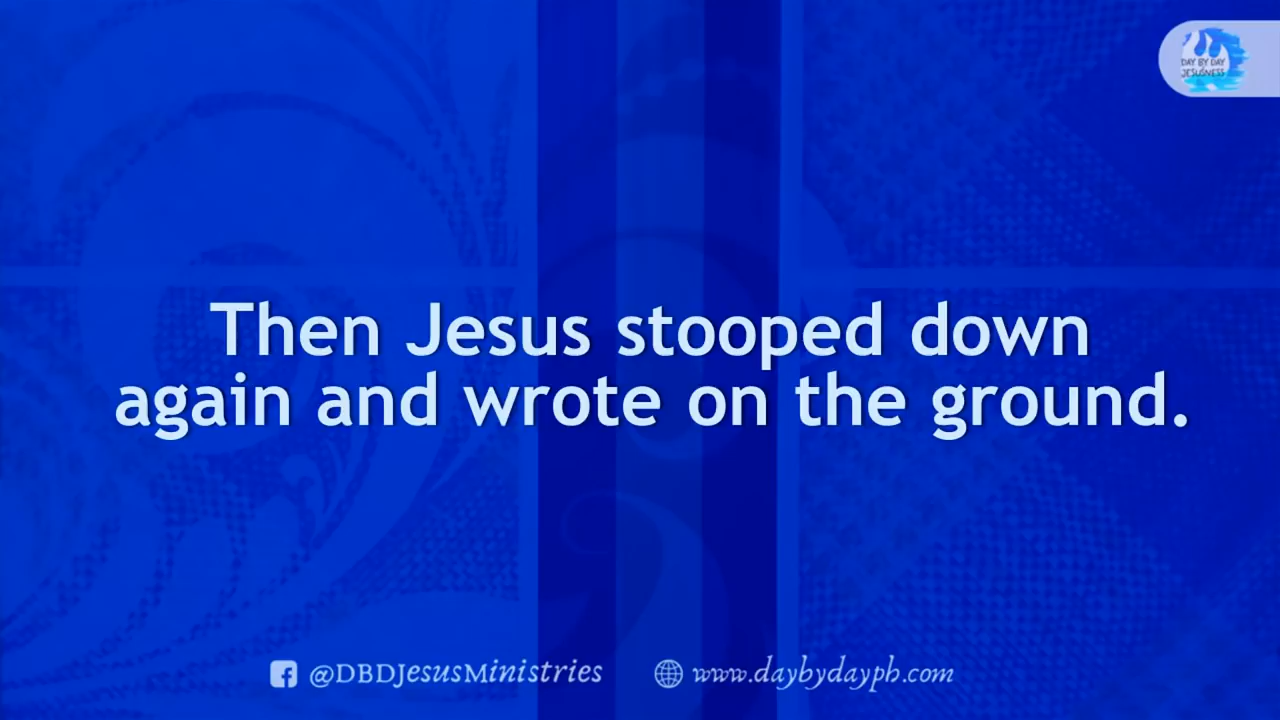 DAY BY DAY
JESUSNESS
Then Jesus stooped down
again and wrote on the ground.
@DBDJesusMinistries www.daybydayph.com